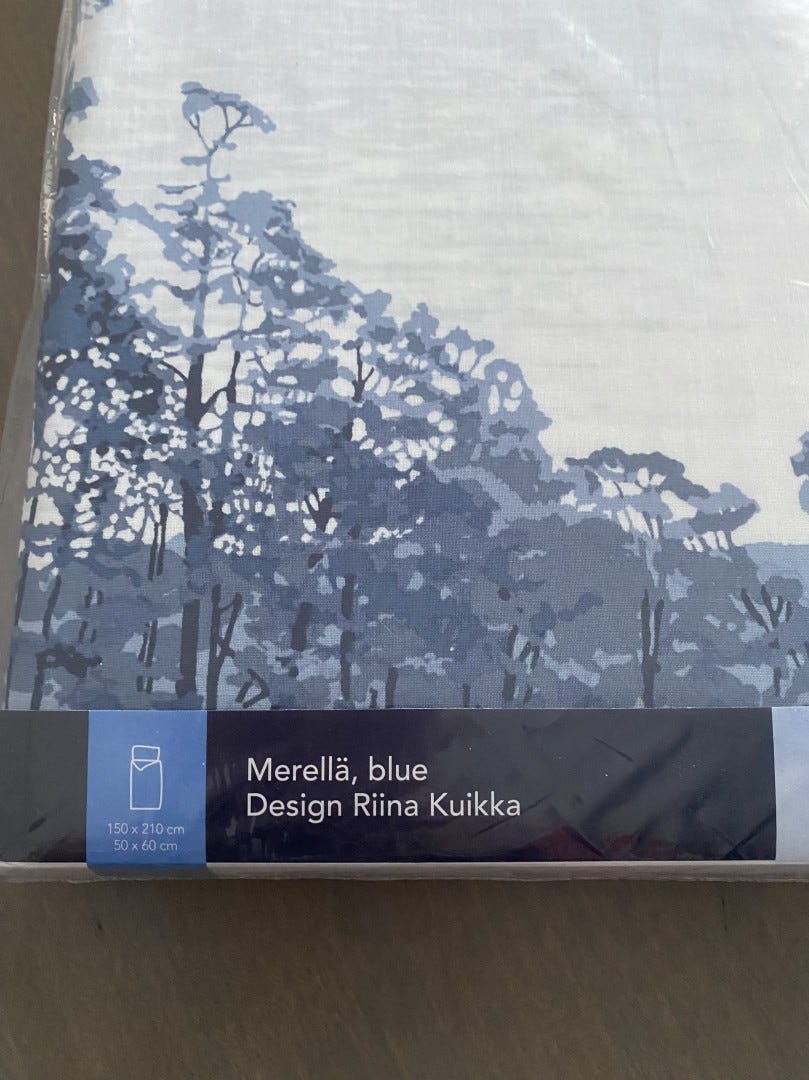 Merellä, blue
Design Riina Kuikka
150 x 210 cm
50 x 60 cm